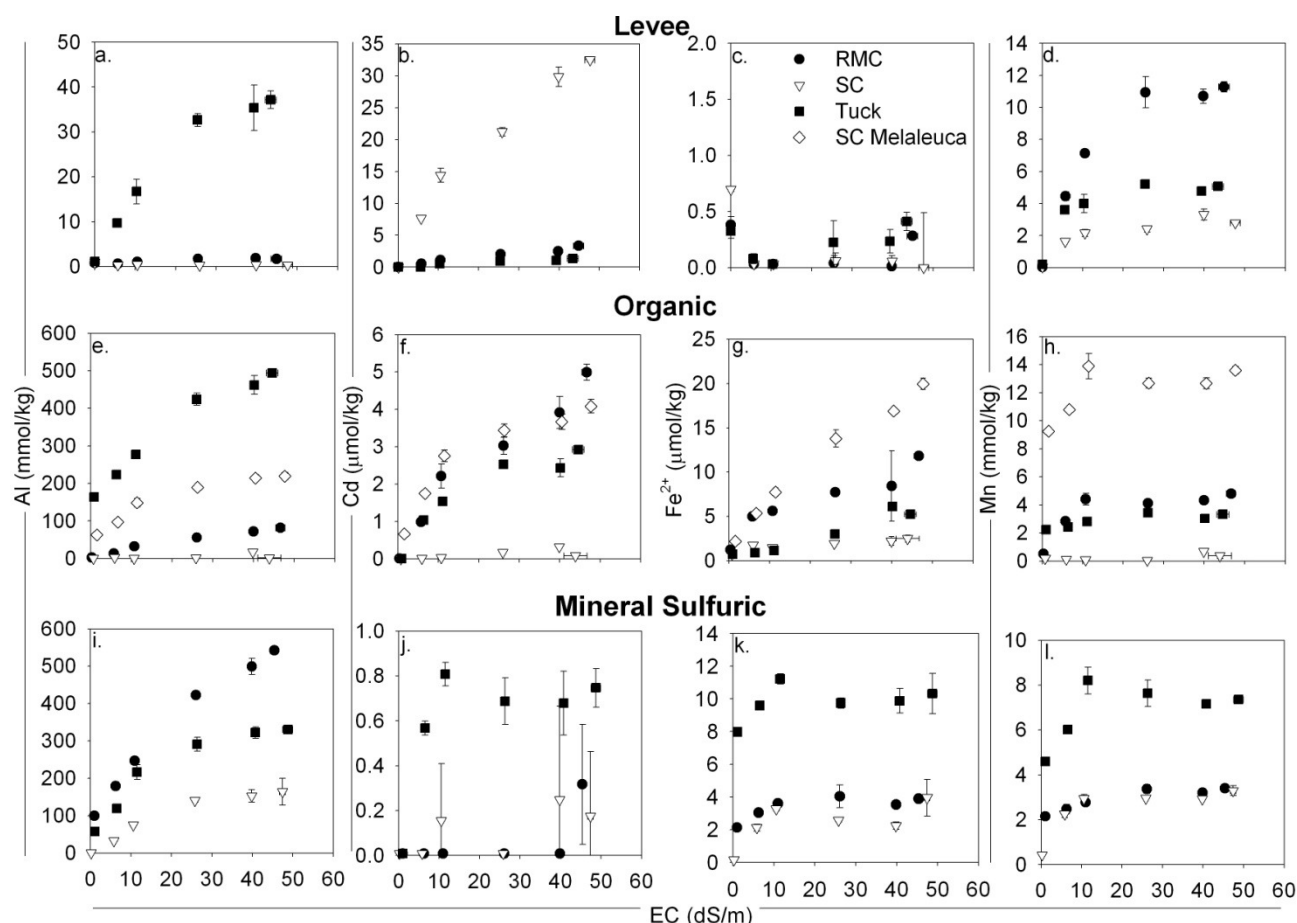 Levee
a.
50
40
30
20
10
0
b.
35
30
25
20
15
10
5
0
c.
2.0
1.5
1.0
0.5
0.0
RMC
SC
Tuck
SC Melaleuca
d.
14
12
10
8
6
4
2
0
Organic
e.
600
500
400
300
200
100
0
f.
6
5
4
3
2
1
0
g.
25
20
15
10
5
0
h.
16
14
12
10
8
6
4
2
0
Al (mmol/kg)
Cd (μmol/kg)
Fe²⁺ (μmol/kg)
Mn (mmol/kg)
Mineral Sulfuric
i.
600
500
400
300
200
100
0
j.
1.0
0.8
0.6
0.4
0.2
0.0
k.
14
12
10
8
6
4
2
0
l.
10
8
6
4
2
0
0 10 20 30 40 50 60
0 10 20 30 40 50 60
0 10 20 30 40 50 60
0 10 20 30 40 50 60
EC (dS/m)